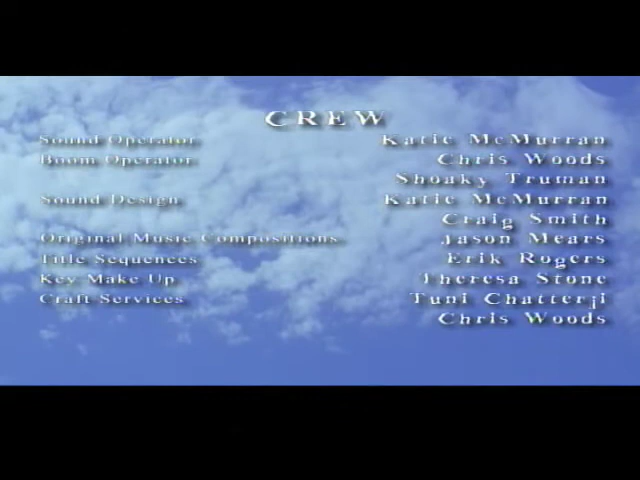 CREW
Sound Operator Katie McMurran
Boom Operator Chris Woods
Shoaky Truman
Sound Design Katie McMurran
Craig Smith
Original Music Compositions Jason Mears
Title Sequences Erik Rogers
Key Make Up Theresa Stone
Craft Services Tuni Chatterji
Chris Woods